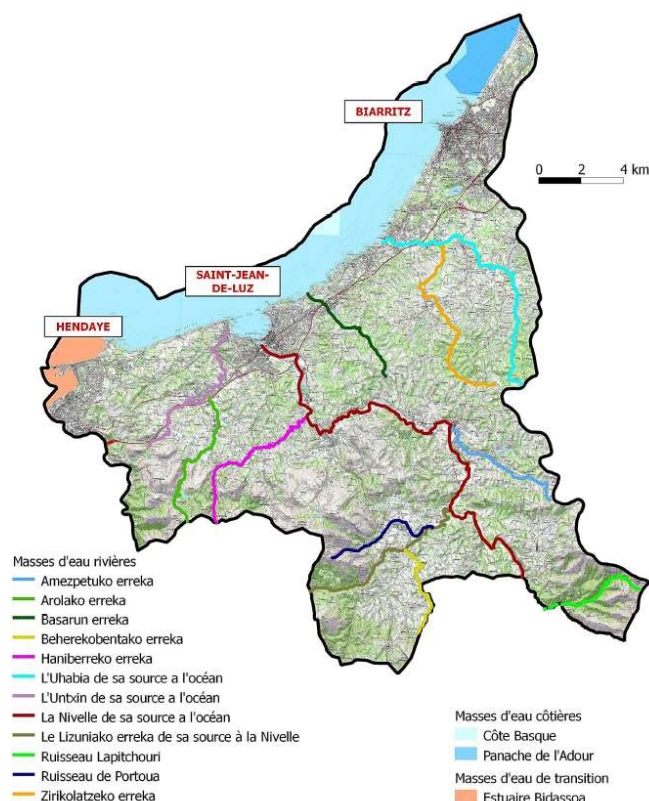 BIARRITZ
0 2 4 km
SAINT-JEAN-
DE-LUZ
HENDAYE
Masses d'eau rivières
Amezpetuko erreka
Arolako erreka
Basarun erreka
Beherekobentako erreka
Haniberreko erreka
L'Uhabia de sa source a l'océan
L'Untxin de sa source a l'océan
La Nivelle de sa source a l'océan
Le Lizuniako erreka de sa source à la Nivelle
Ruisseau Lapitchouri
Ruisseau de Portoua
Zirikolatzeko erreka
Masses d'eau côtières
Côte Basque
Panache de l'Adour
Masses d'eau de transition
Estuaire Bidassoa